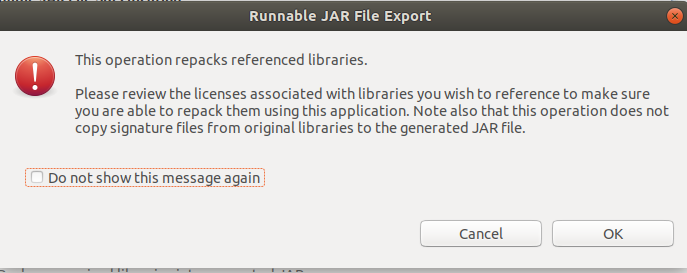 Runnable JAR File Export
This operation repacks referenced libraries.
Please review the licenses associated with libraries you wish to reference to make sure
you are able to repack them using this application. Note also that this operation does not
copy signature files from original libraries to the generated JAR file.
Do not show this message again
Cancel
OK